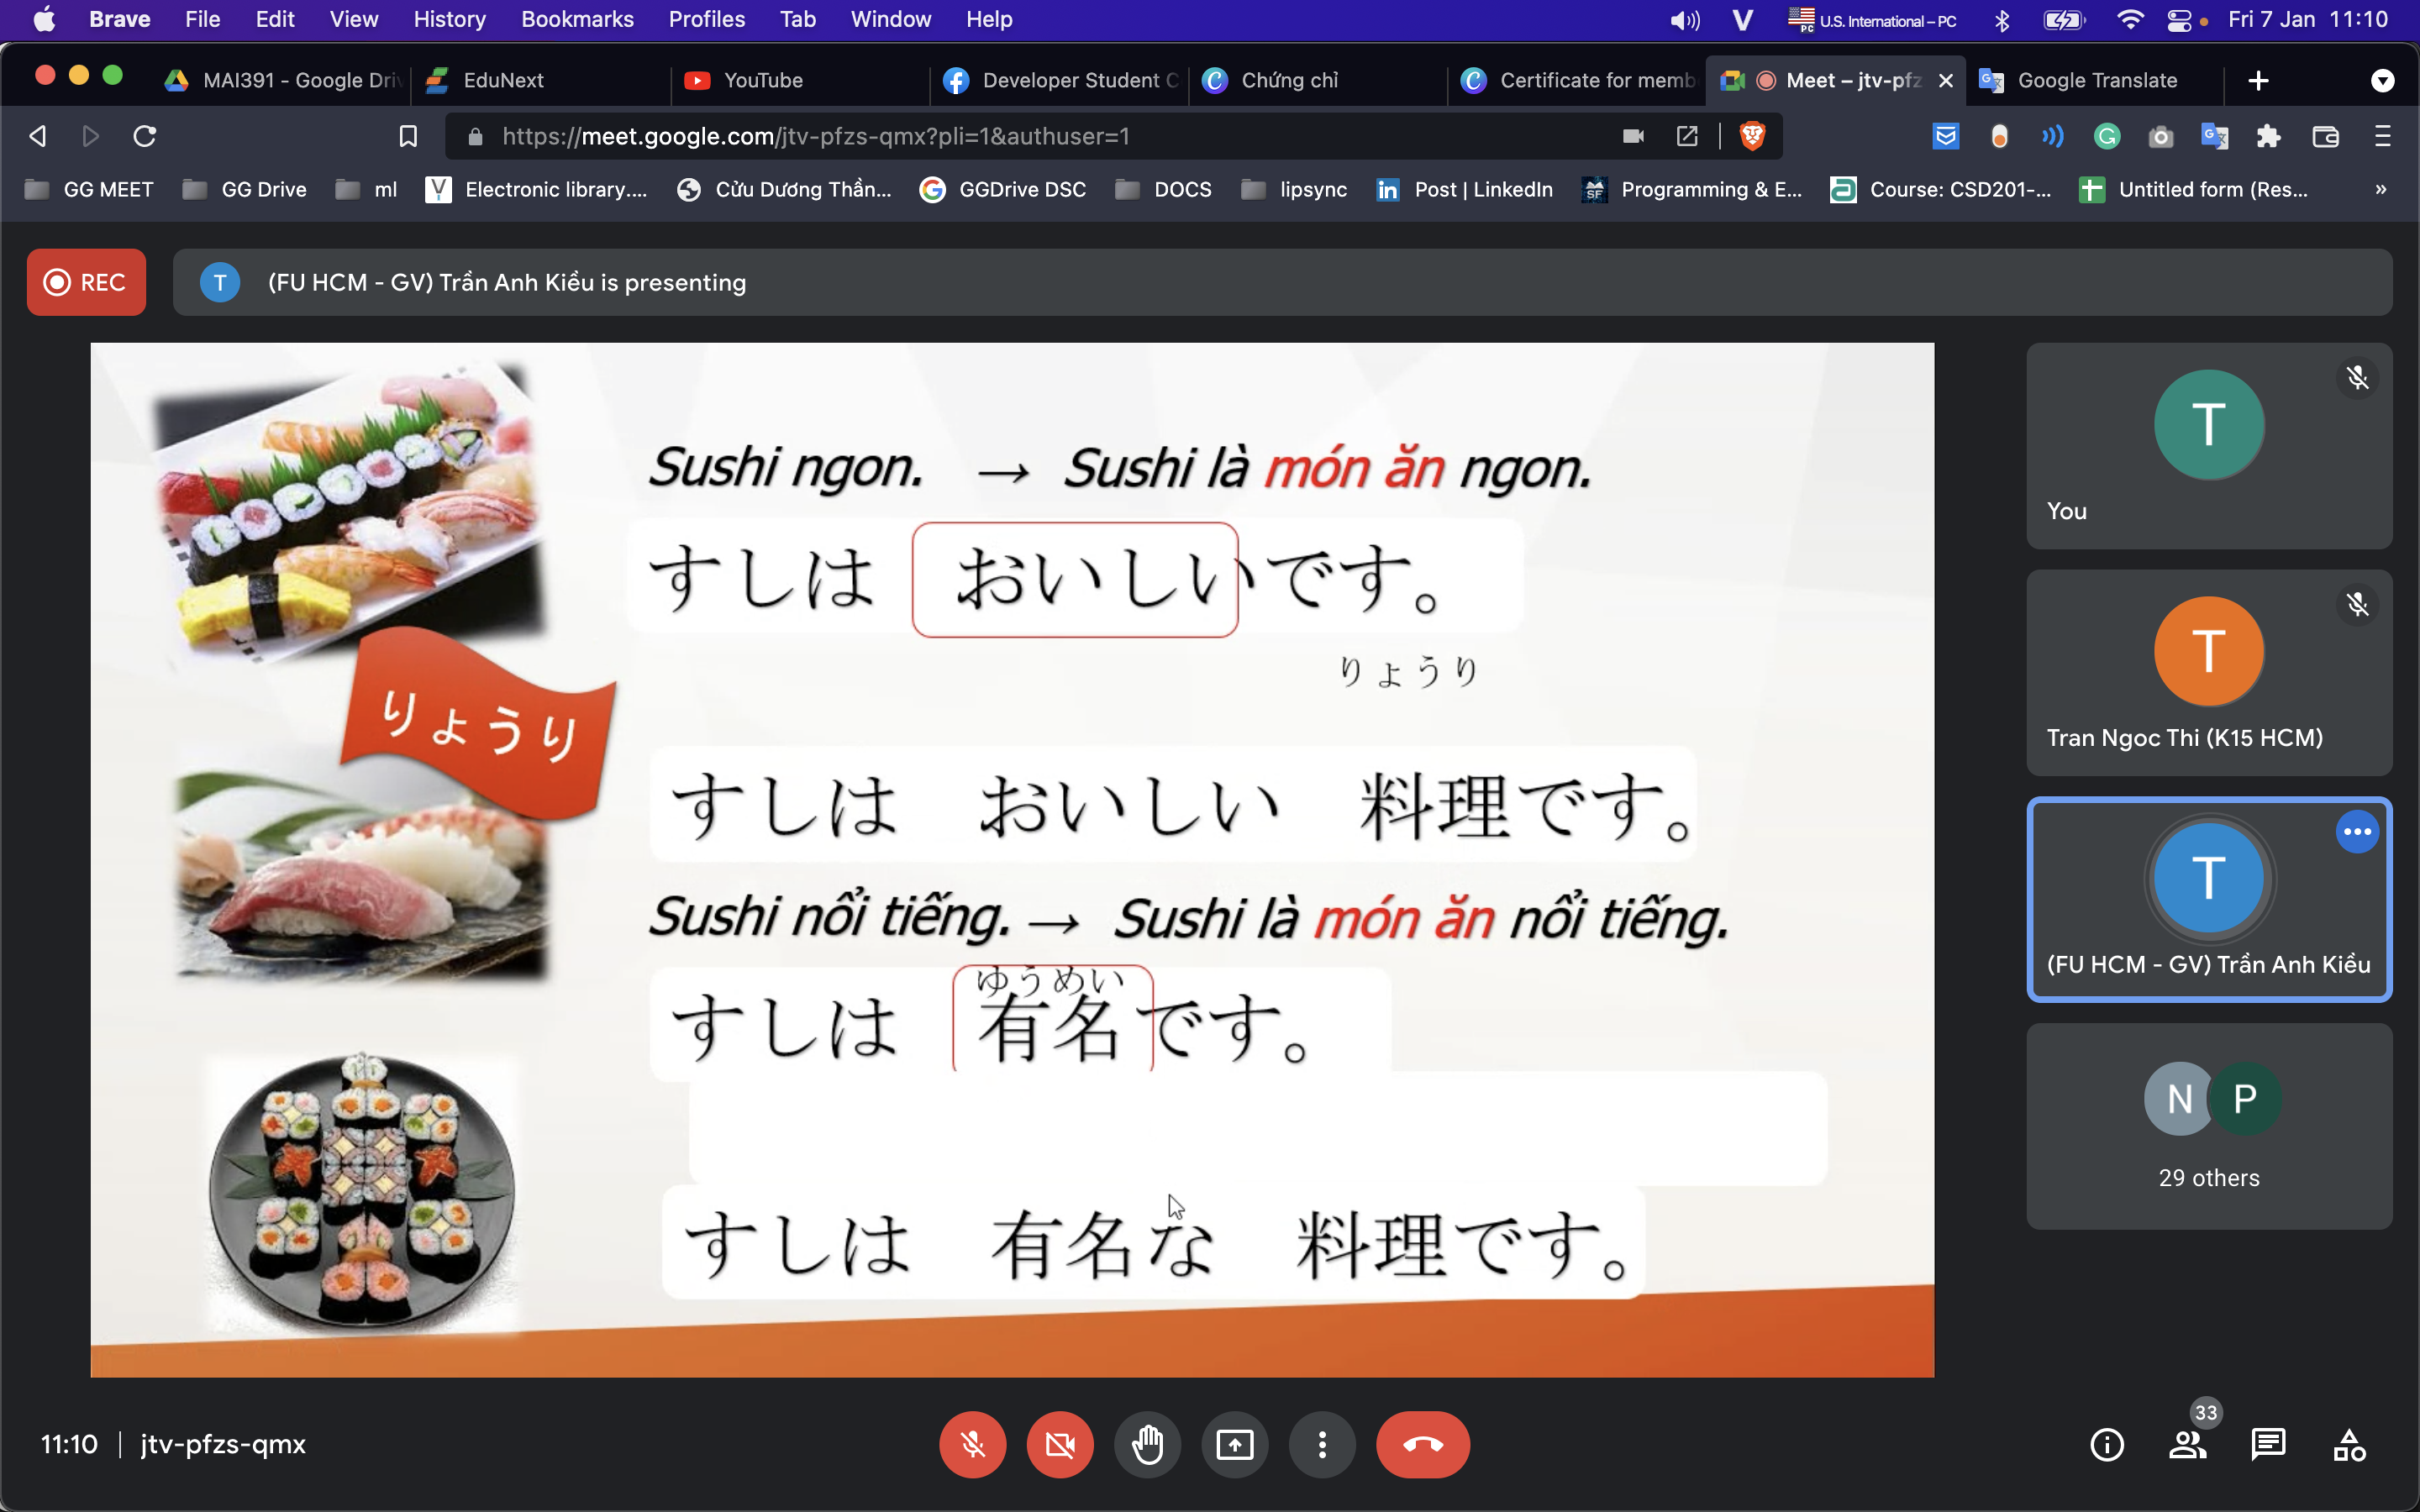 Brave File Edit View History Bookmarks Profiles Tab Window Help V PC U.S. International – PC Fri 7 Jan 11:10
MAI391 - Google Driv EduNext YouTube Developer Student C Chứng chỉ Certificate for memb Meet – jtv-pfz Google Translate
https://meet.google.com/jtv-pfzs-qmx?pli=1&authuser=1
GG MEET GG Drive ml Electronic library.... Cửu Dương Thần... GGDrive DSC DOCS lipsync Post | LinkedIn Programming & E... Course: CSD201-... Untitled form (Res... »
REC T (FU HCM - GV) Trần Anh Kiều is presenting
Sushi ngon. → Sushi là món ăn ngon.
すしは おいしいです。
りょうり
りょうり
すしは おいしい 料理です。
Sushi nổi tiếng. → Sushi là món ăn nổi tiếng.
ゆうめい
すしは 有名です。
すしは 有名な 料理です。
T
You
T
Tran Ngoc Thi (K15 HCM)
T
(FU HCM - GV) Trần Anh Kiều
N P
29 others
11:10 | jtv-pfzs-qmx
33